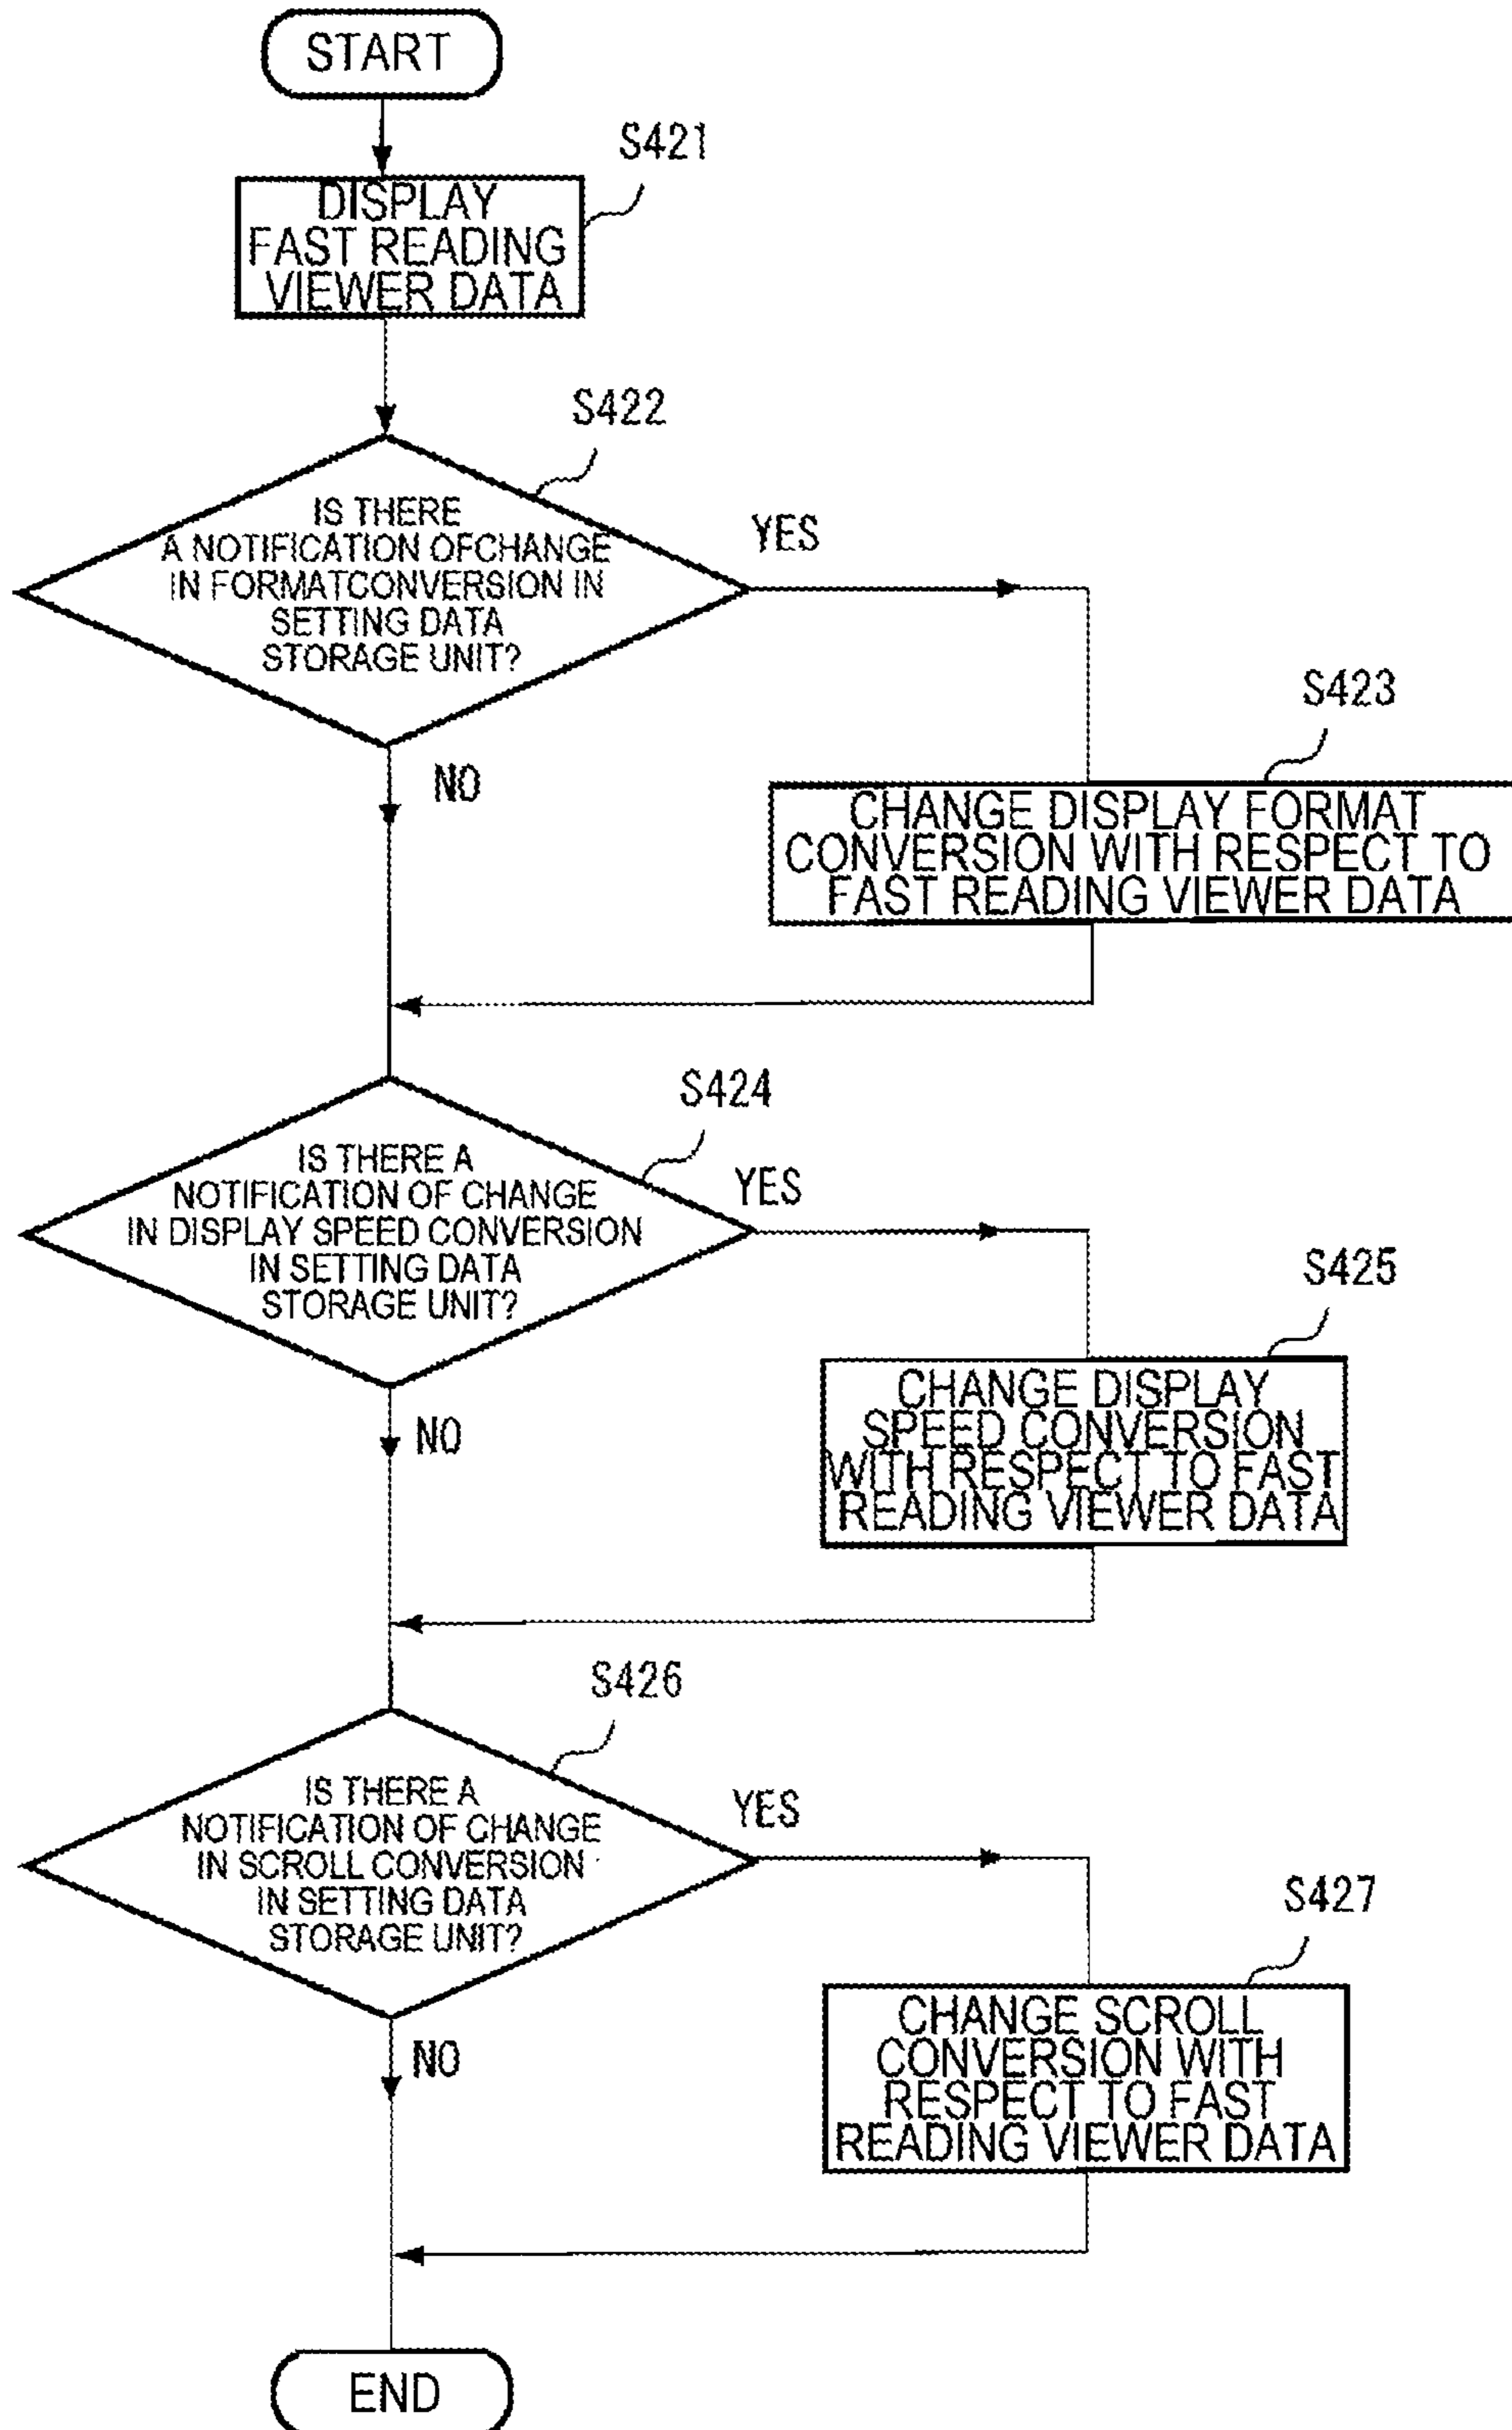 START
S421
DISPLAY
FAST READING
VIEWER DATA
S422
IS THERE
A NOTIFICATION OFCHANGE
IN FORMATCONVERSION IN
SETTING DATA
STORAGE UNIT?
YES
NO
S423
CHANGE DISPLAY FORMAT
CONVERSION WITH RESPECT TO
FAST READING VIEWER DATA
S424
IS THERE A
NOTIFICATION OF CHANGE
IN DISPLAY SPEED CONVERSION
IN SETTING DATA
STORAGE UNIT?
YES
NO
S425
CHANGE DISPLAY
SPEED CONVERSION
WITH RESPECT TO FAST
READING VIEWER DATA
S426
IS THERE A
NOTIFICATION OF CHANGE
IN SCROLL CONVERSION
IN SETTING DATA
STORAGE UNIT?
YES
NO
S427
CHANGE SCROLL
CONVERSION WITH
RESPECT TO FAST
READING VIEWER DATA
END